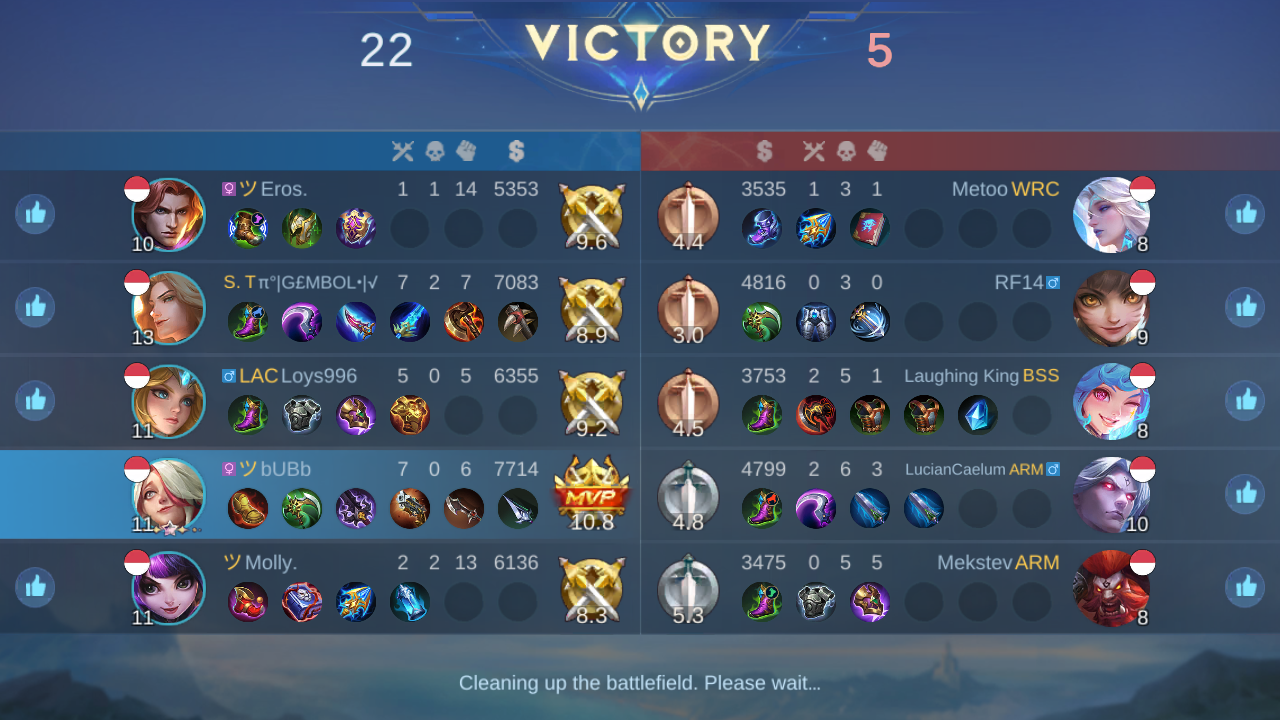 22 VICTORY 5
ツ Eros. 1 1 14 5353
10 9.6
S. T π°|G£MBOL•|√ 7 2 7 7083
13 8.9
LAC Loys996 5 0 5 6355
11 9.2
ツ bUBb 7 0 6 7714
MVP
11 10.8
ツ Molly. 2 2 13 6136
11 8.3
3535 1 3 1 Metoo WRC
4.4 8
4816 0 3 0 RF14
3.0 9
3753 2 5 1 Laughing King BSS
4.5 8
4799 2 6 3 LucianCaelum ARM
4.8 10
3475 0 5 5 Mekstev ARM
5.3 8
Cleaning up the battlefield. Please wait...